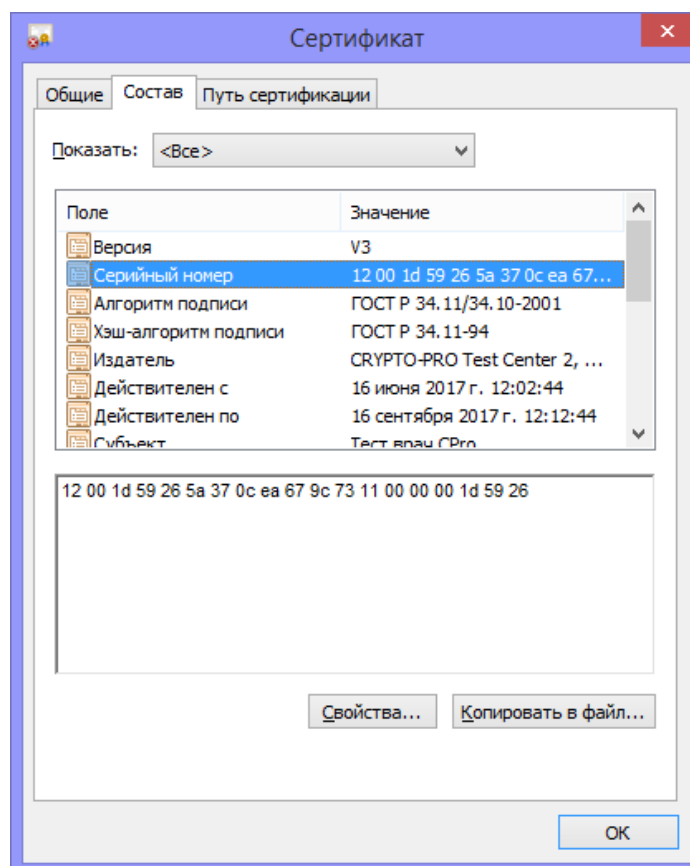 Сертификат
Общие Состав Путь сертификации
Показать: <Все>
Поле Значение
Версия V3
Серийный номер 12 00 1d 59 26 5a 37 0c ea 67...
Алгоритм подписи ГОСТ Р 34.11/34.10-2001
Хэш-алгоритм подписи ГОСТ Р 34.11-94
Издатель CRYPTO-PRO Test Center 2, ...
Действителен с 16 июня 2017 г. 12:02:44
Действителен по 16 сентября 2017 г. 12:12:44
Субъект Тест врач CPro
12 00 1d 59 26 5a 37 0c ea 67 9c 73 11 00 00 00 1d 59 26
Свойства... Копировать в файл...
ОК